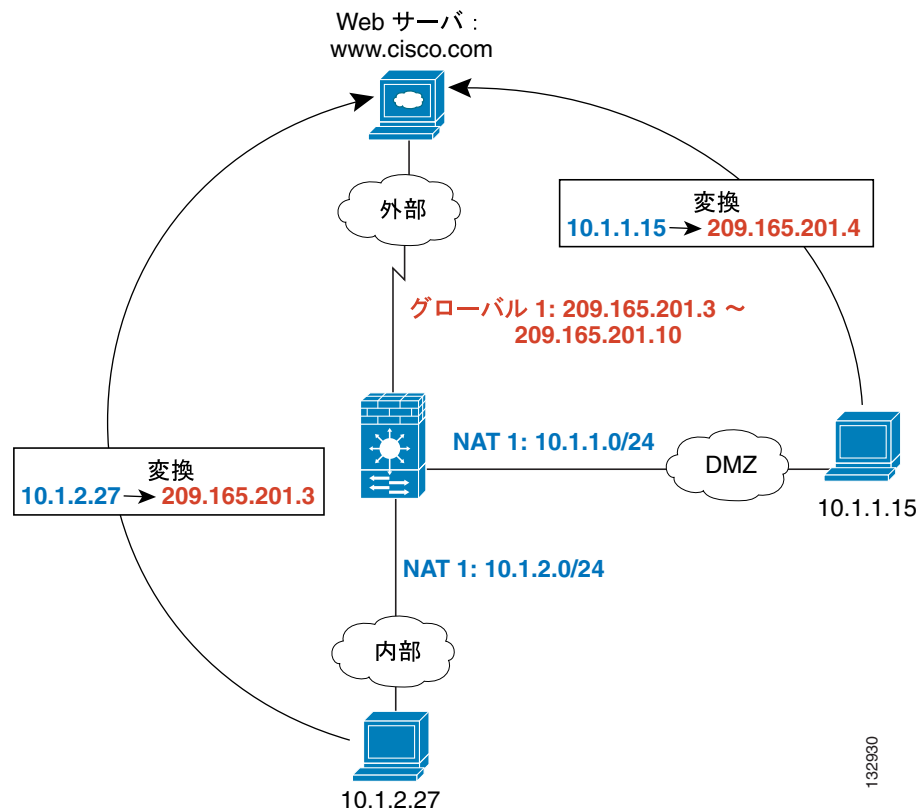 Web サーバ :
www.cisco.com
外部
変換
10.1.1.15 → 209.165.201.4
グローバル 1: 209.165.201.3 ~
209.165.201.10
NAT 1: 10.1.1.0/24
DMZ
10.1.1.15
変換
10.1.2.27 → 209.165.201.3
NAT 1: 10.1.2.0/24
内部
10.1.2.27
132930